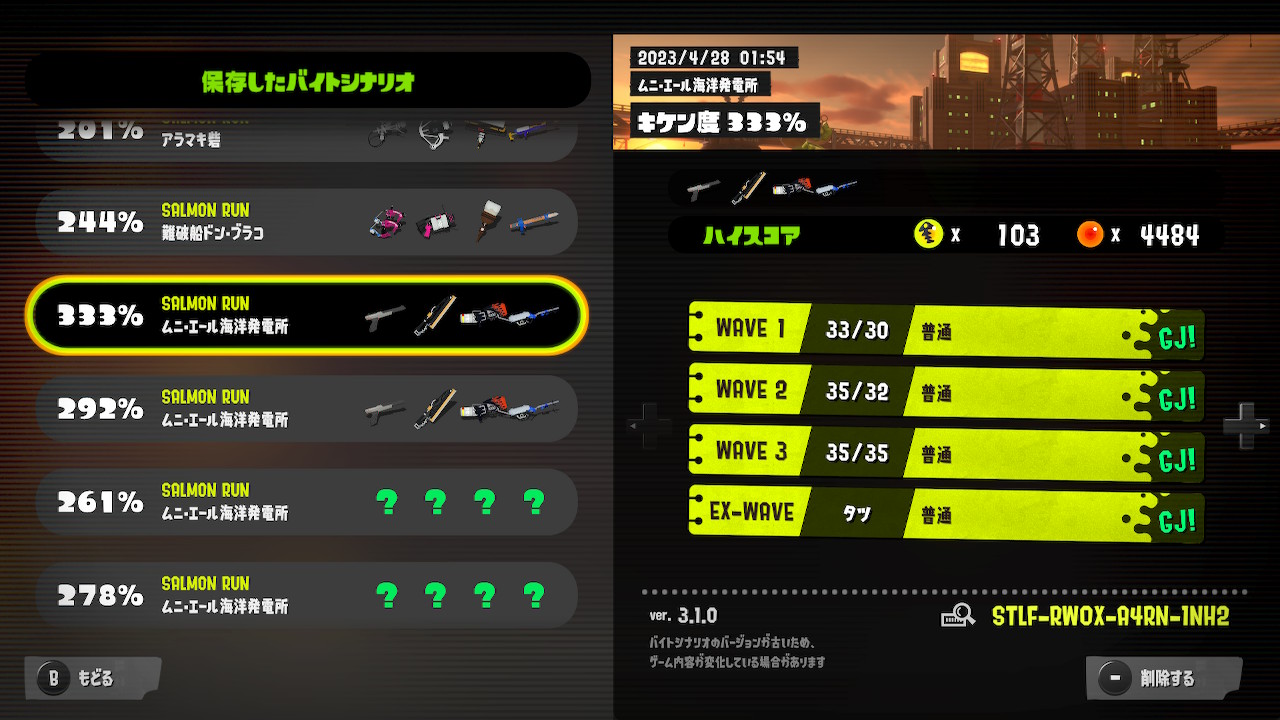 保存したバイトシナリオ
201%
SALMON RUN
アラマキ砦
244%
SALMON RUN
難破船ドン・ブラコ
333%
SALMON RUN
ムニ・エール海洋発電所
292%
SALMON RUN
ムニ・エール海洋発電所
261%
SALMON RUN
ムニ・エール海洋発電所
? ? ? ?
278%
SALMON RUN
ムニ・エール海洋発電所
? ? ? ?
B もどる
2023/4/28 01:54
ムニ・エール海洋発電所
キケン度 333%
ハイスコア x 103 x 4484
WAVE 1 33/30 普通 GJ!
WAVE 2 35/32 普通 GJ!
WAVE 3 35/35 普通 GJ!
EX-WAVE タツ 普通 GJ!
ver. 3.1.0
STLF-RW0X-A4RN-1NH2
バイトシナリオのバージョンが古いため、
ゲーム内容が変化している場合があります
- 削除する